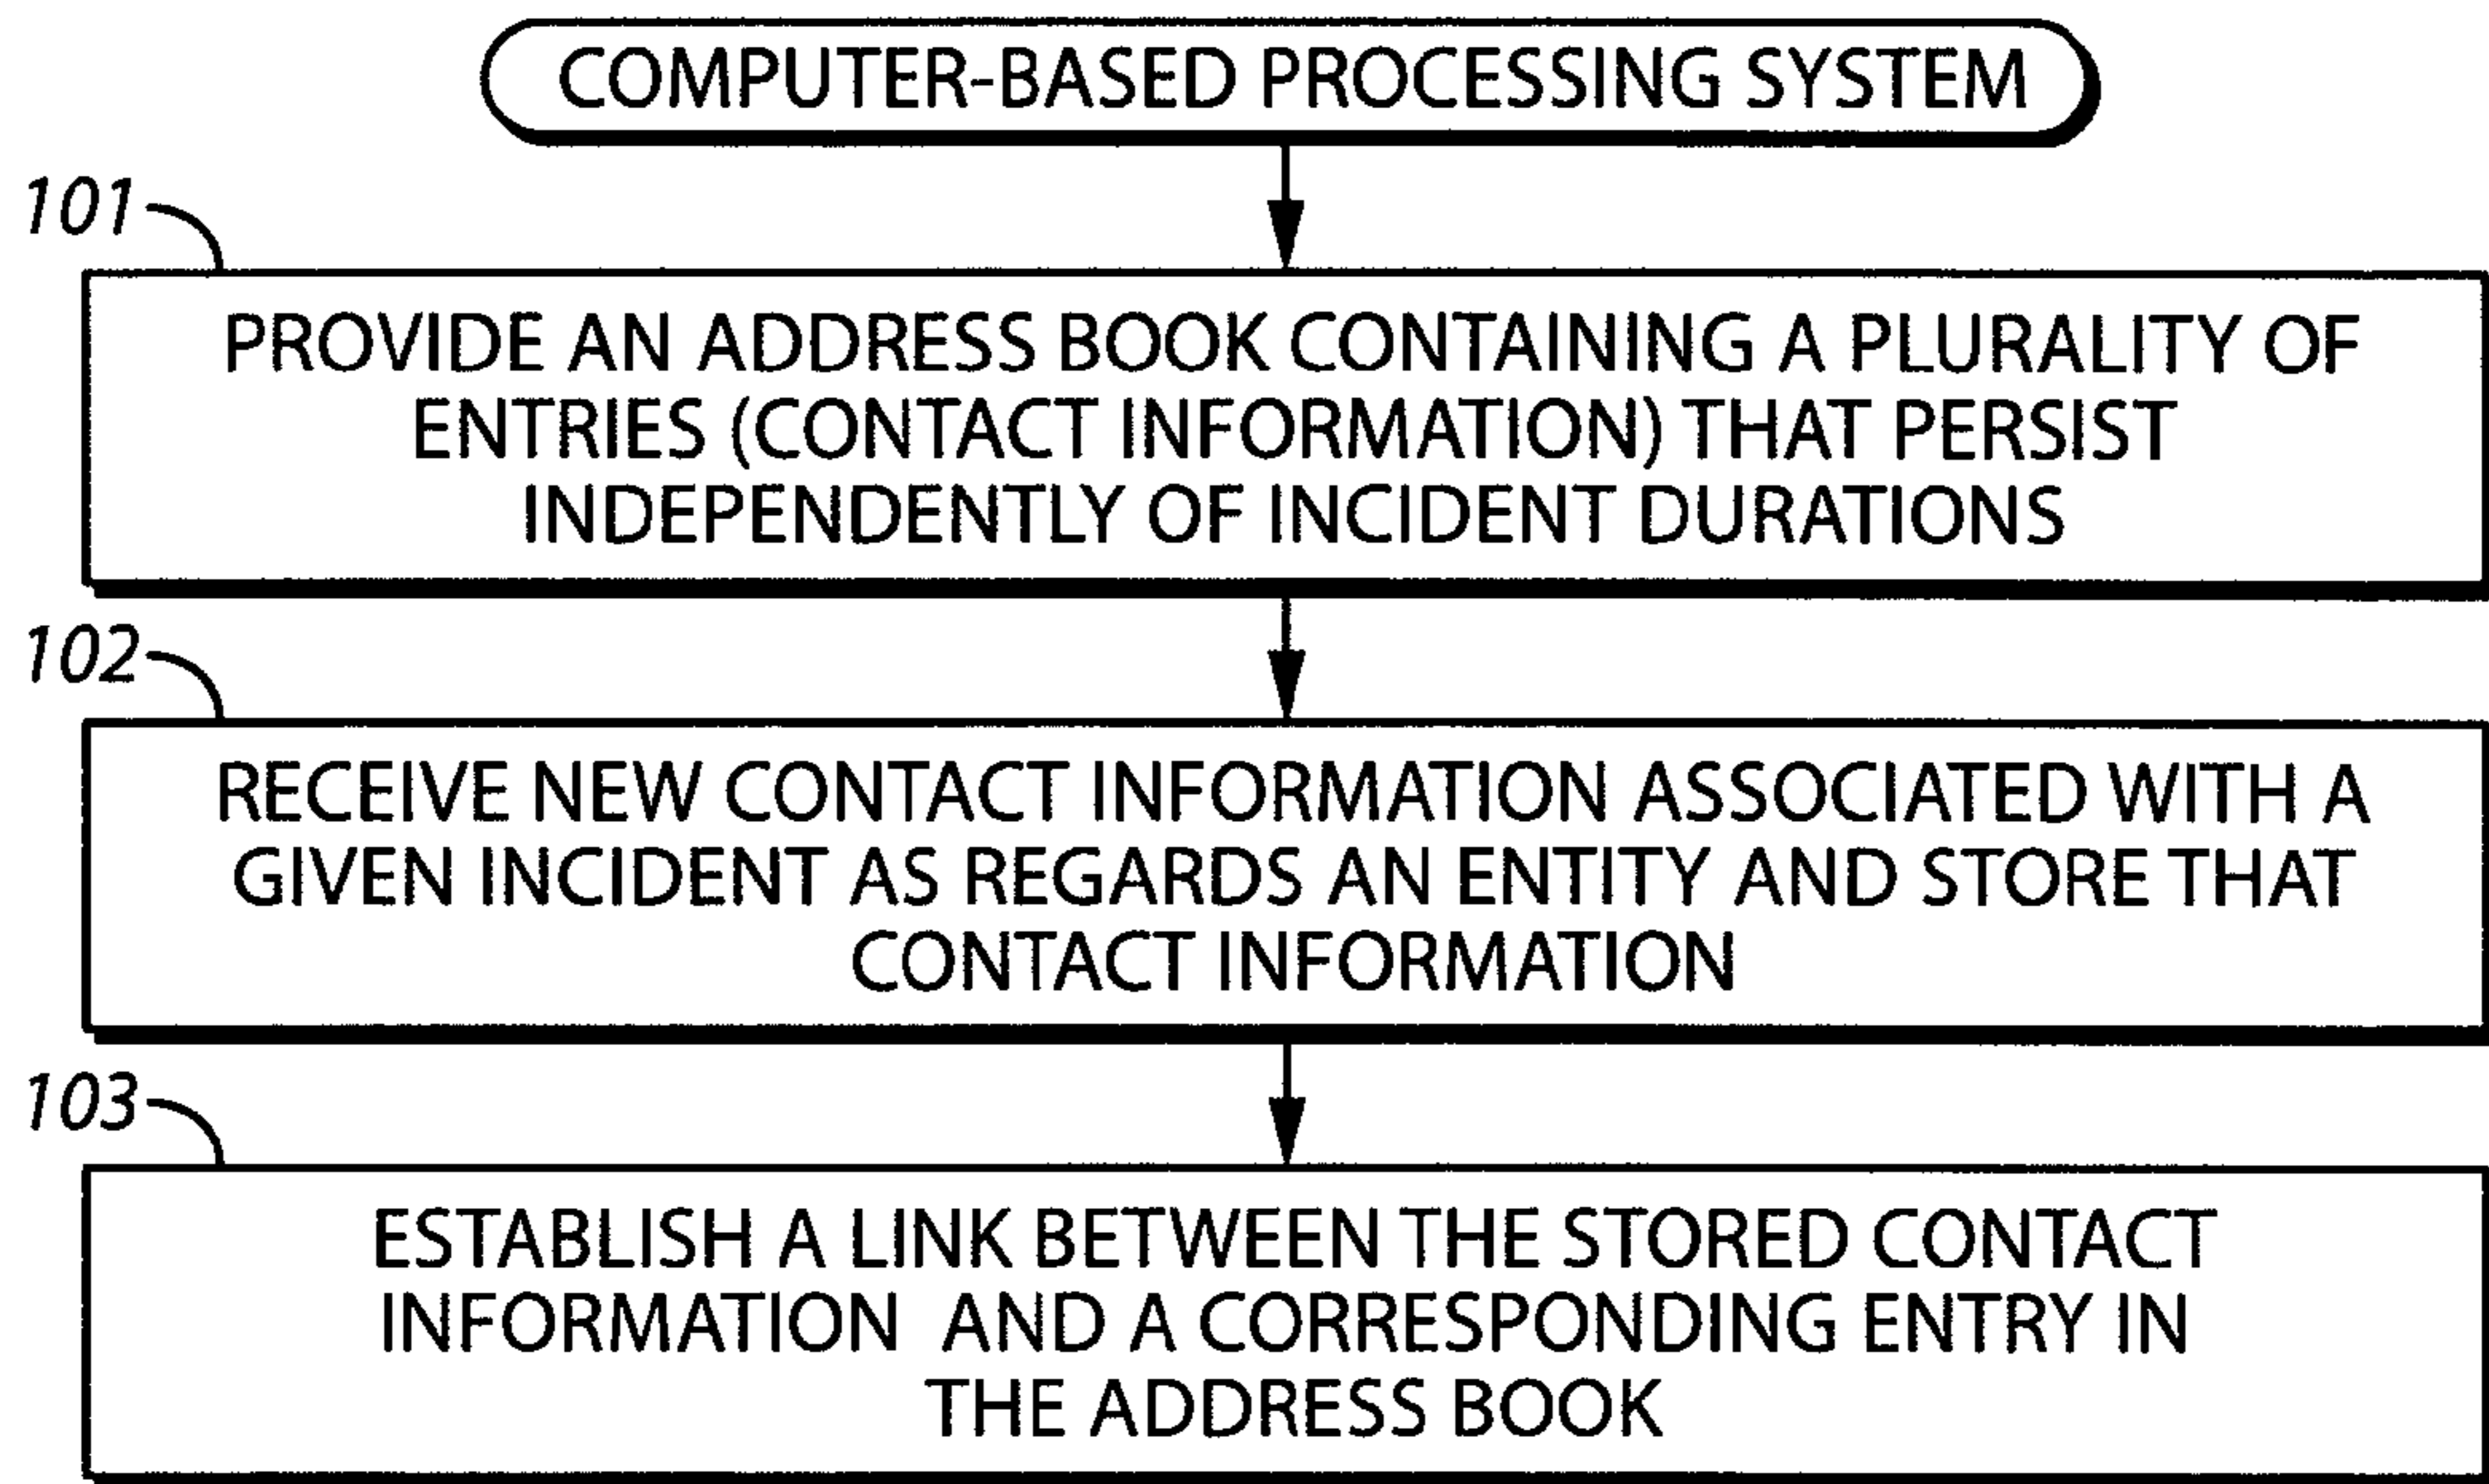 COMPUTER-BASED PROCESSING SYSTEM
101
PROVIDE AN ADDRESS BOOK CONTAINING A PLURALITY OF
ENTRIES (CONTACT INFORMATION) THAT PERSIST
INDEPENDENTLY OF INCIDENT DURATIONS
102
RECEIVE NEW CONTACT INFORMATION ASSOCIATED WITH A
GIVEN INCIDENT AS REGARDS AN ENTITY AND STORE THAT
CONTACT INFORMATION
103
ESTABLISH A LINK BETWEEN THE STORED CONTACT
INFORMATION AND A CORRESPONDING ENTRY IN
THE ADDRESS BOOK